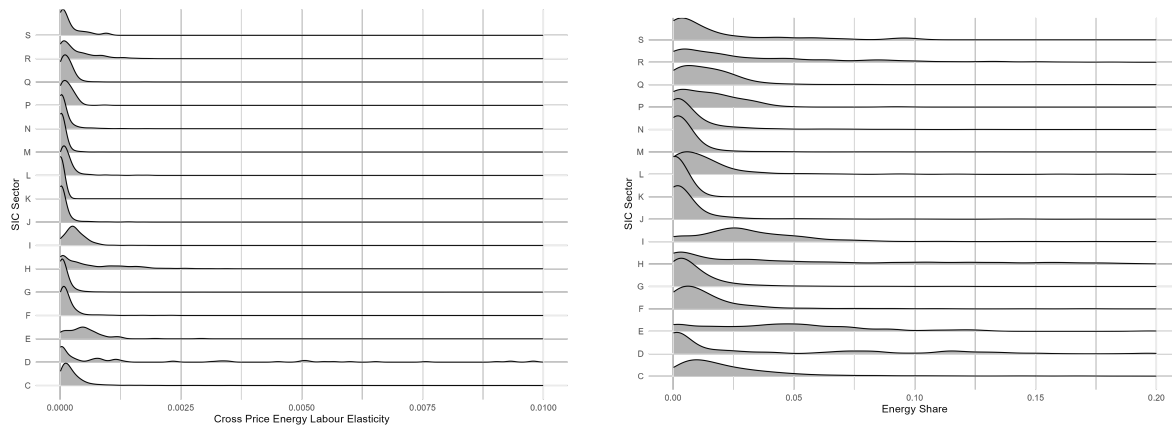 SIC Sector
S
R
Q
P
N
M
L
K
J
I
H
G
F
E
D
C
0.0000 0.0025 0.0050 0.0075 0.0100
Cross Price Energy Labour Elasticity
SIC Sector
S
R
Q
P
N
M
L
K
J
I
H
G
F
E
D
C
0.00 0.05 0.10 0.15 0.20
Energy Share